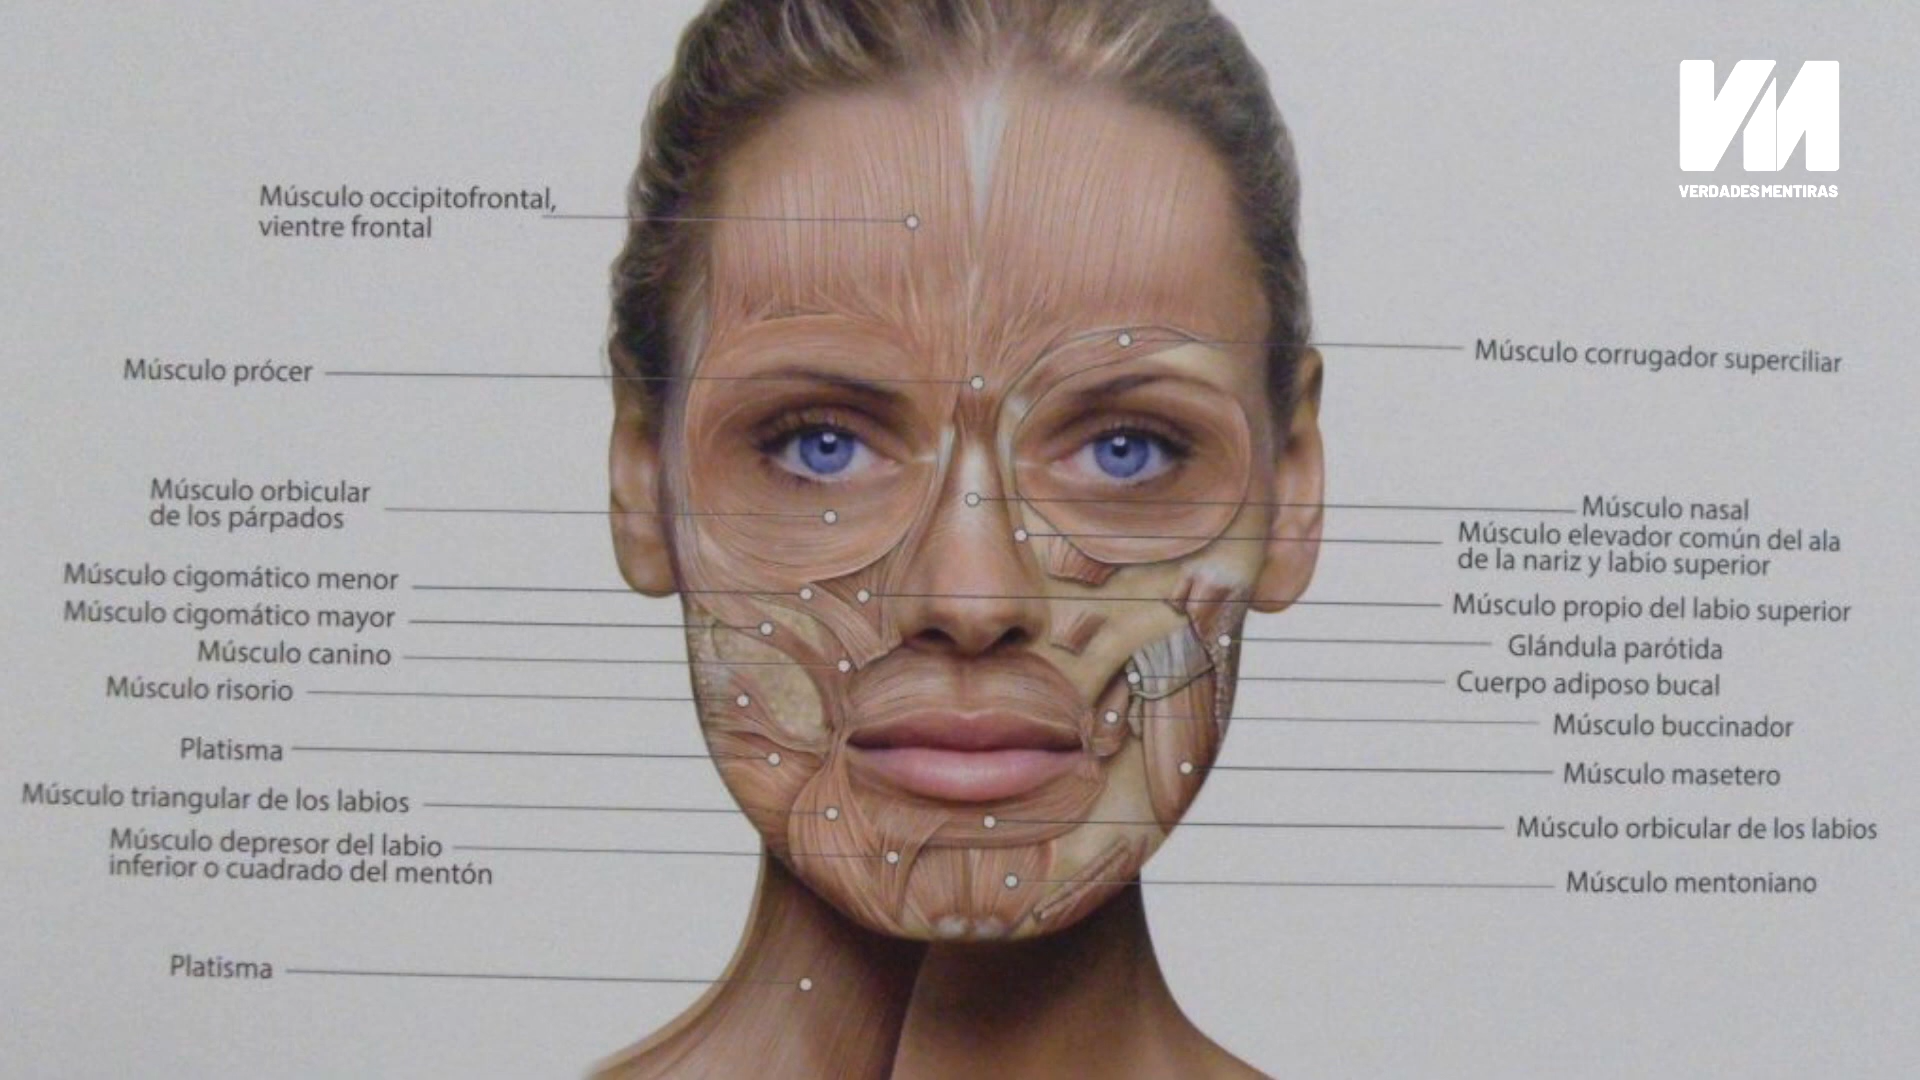 VM
VERDADESMENTIRAS
Músculo occipitofrontal,
vientre frontal
Músculo prócer
Músculo orbicular
de los párpados
Músculo cigomático menor
Músculo cigomático mayor
Músculo canino
Músculo risorio
Platisma
Músculo triangular de los labios
Músculo depresor del labio
inferior o cuadrado del mentón
Platisma
Músculo corrugador superciliar
Músculo nasal
Músculo elevador común del ala
de la nariz y labio superior
Músculo propio del labio superior
Glándula parótida
Cuerpo adiposo bucal
Músculo buccinador
Músculo masetero
Músculo orbicular de los labios
Músculo mentoniano